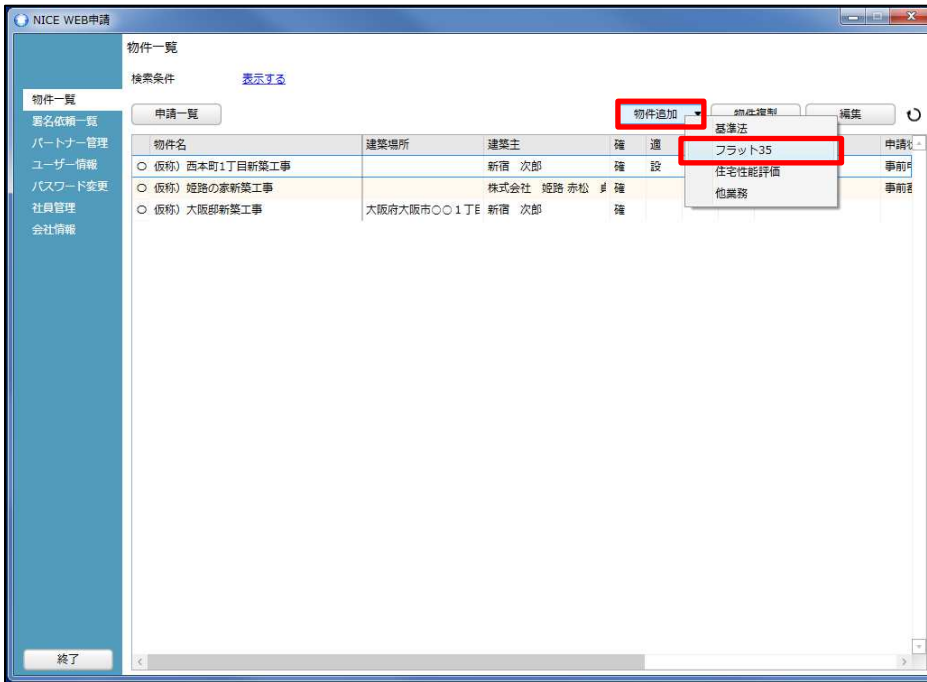 NICE WEB申請
物件一覧
検索条件 表示する
物件一覧
署名依頼一覧
パートナー管理
ユーザー情報
パスワード変更
社員管理
会社情報
申請一覧 物件追加 物件複製 編集
基準法
フラット35
住宅性能評価
他業務
物件名 建築場所 建築主 確 適 申請
○ 仮称）西本町1丁目新築工事 新宿 次郎 確 設 事前
○ 仮称）姫路の家新築工事 株式会社 姫路 赤松 確 事前
○ 仮称）大阪邸新築工事 大阪府大阪市○○1丁目 新宿 次郎 確
終了